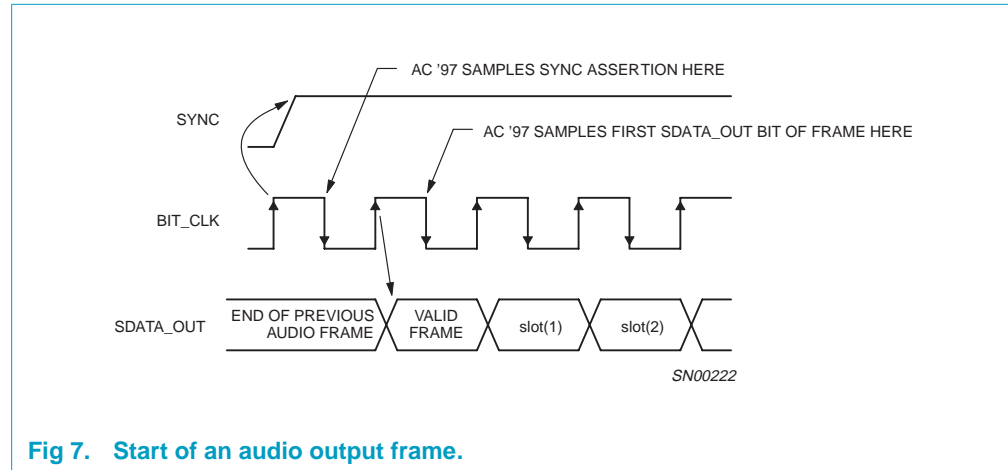 AC '97 SAMPLES SYNC ASSERTION HERE
SYNC
AC '97 SAMPLES FIRST SDATA_OUT BIT OF FRAME HERE
BIT_CLK
SDATA_OUT
END OF PREVIOUS
AUDIO FRAME
VALID
FRAME
slot(1)
slot(2)
SN00222
Fig 7. Start of an audio output frame.